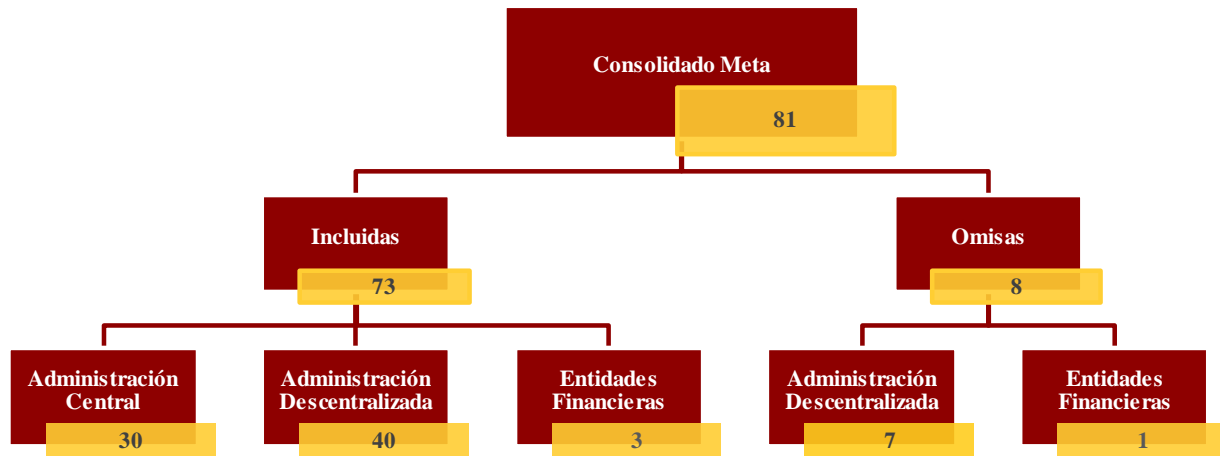 Consolidado Meta
81
Incluidas
73
Omisas
8
Administración
Central
30
Administración
Descentralizada
40
Entidades
Financieras
3
Administración
Descentralizada
7
Entidades
Financieras
1